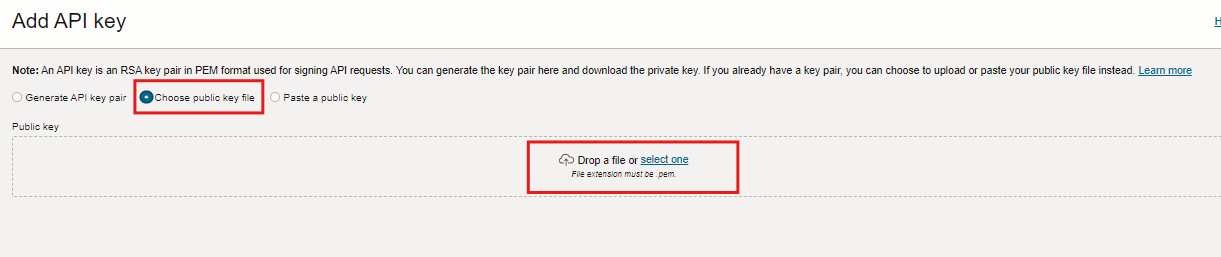 Add API key
H
Note: An API key is an RSA key pair in PEM format used for signing API requests. You can generate the key pair here and download the private key. If you already have a key pair, you can choose to upload or paste your public key file instead. Learn more
Generate API key pair Choose public key file Paste a public key
Public key
Drop a file or select one
File extension must be .pem.